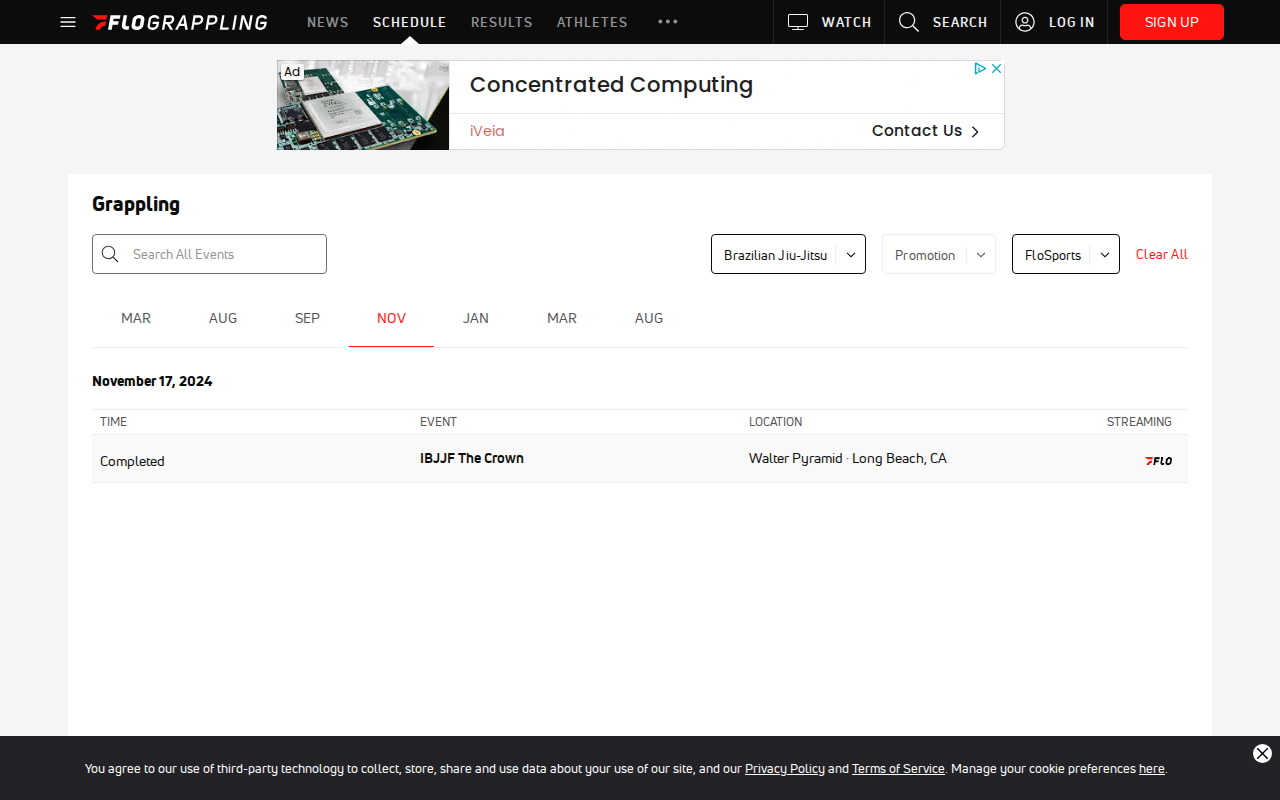 FLOGRAPPLING NEWS SCHEDULE RESULTS ATHLETES WATCH SEARCH LOG IN SIGN UP
Ad
Concentrated Computing
iVeia
Contact Us
Grappling
Search All Events
Brazilian Jiu-Jitsu
Promotion
FloSports
Clear All
MAR AUG SEP NOV JAN MAR AUG
November 17, 2024
TIME EVENT LOCATION STREAMING
Completed IBJJF The Crown Walter Pyramid · Long Beach, CA FLO
You agree to our use of third-party technology to collect, store, share and use data about your use of our site, and our Privacy Policy and Terms of Service. Manage your cookie preferences here.